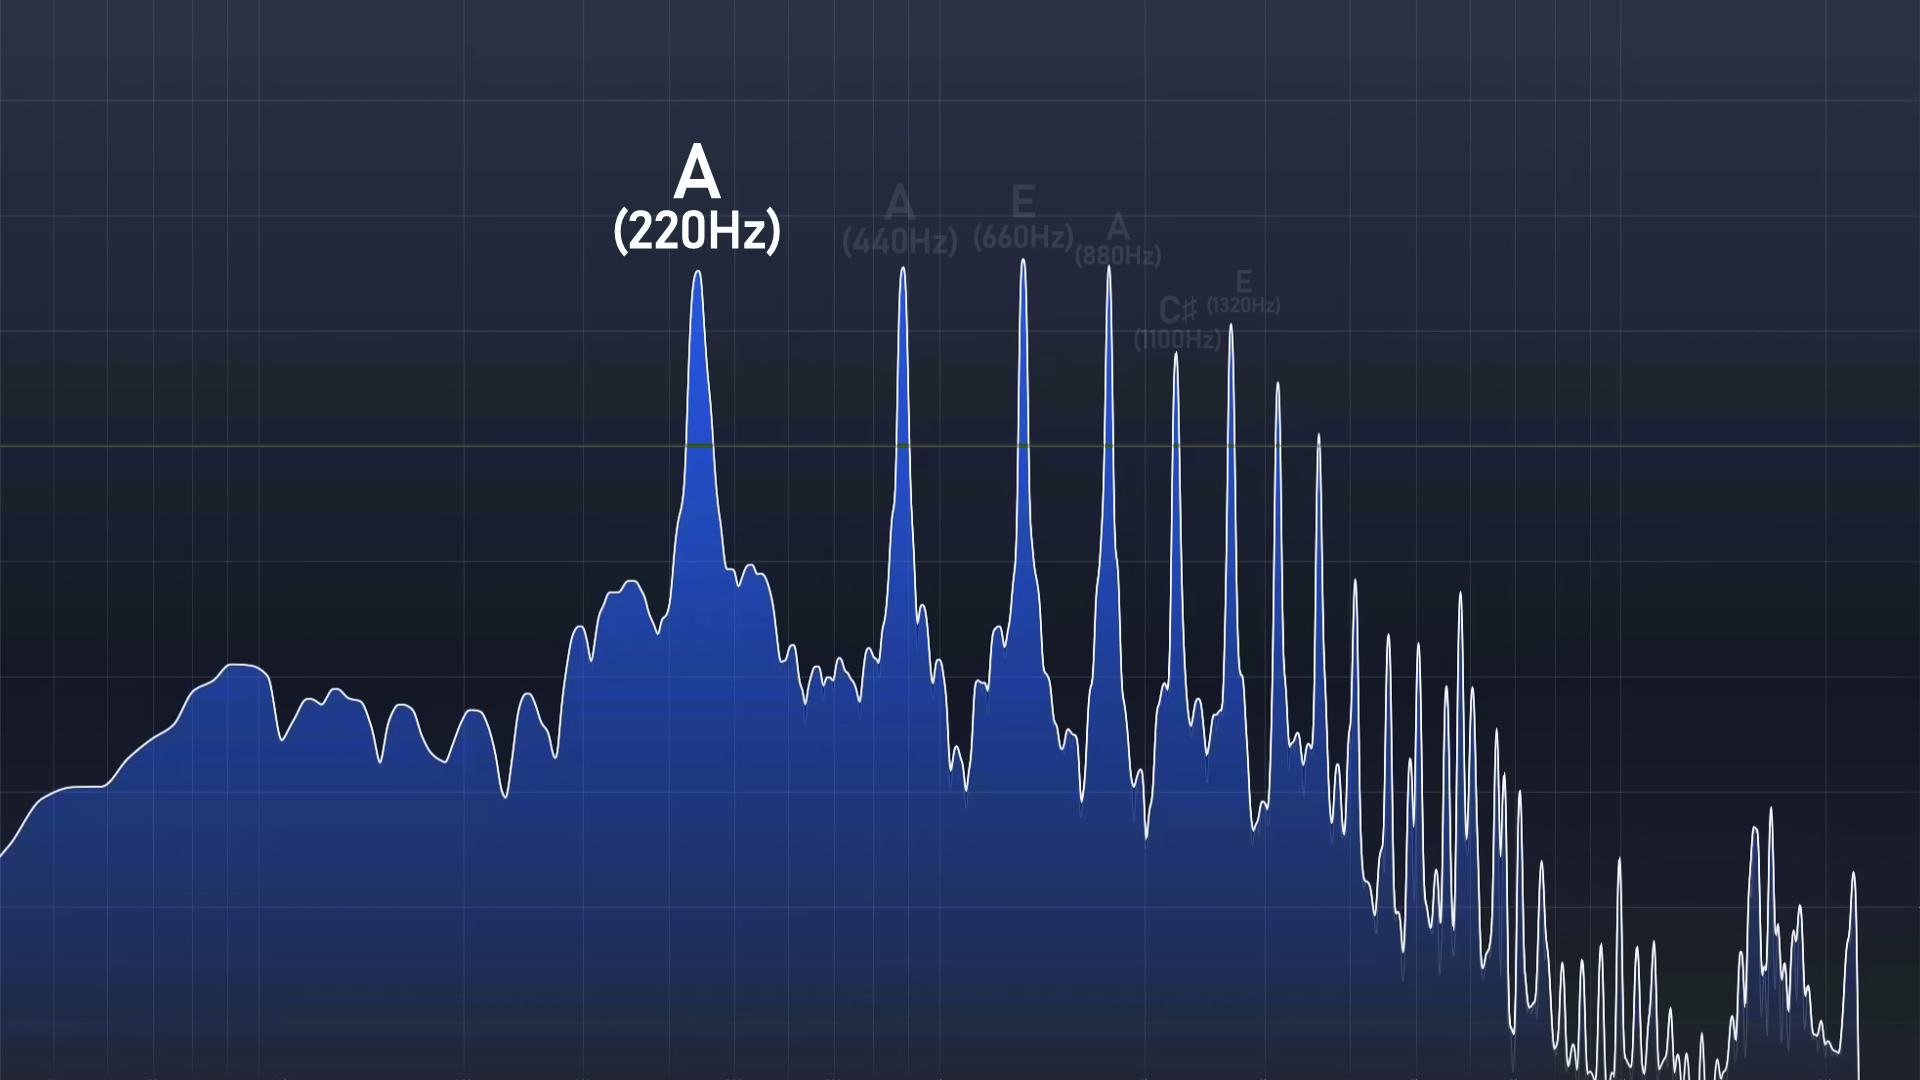 A
(220Hz)
A
(440Hz)
E
(660Hz)
A
(880Hz)
C♯
(1100Hz)
E
(1320Hz)